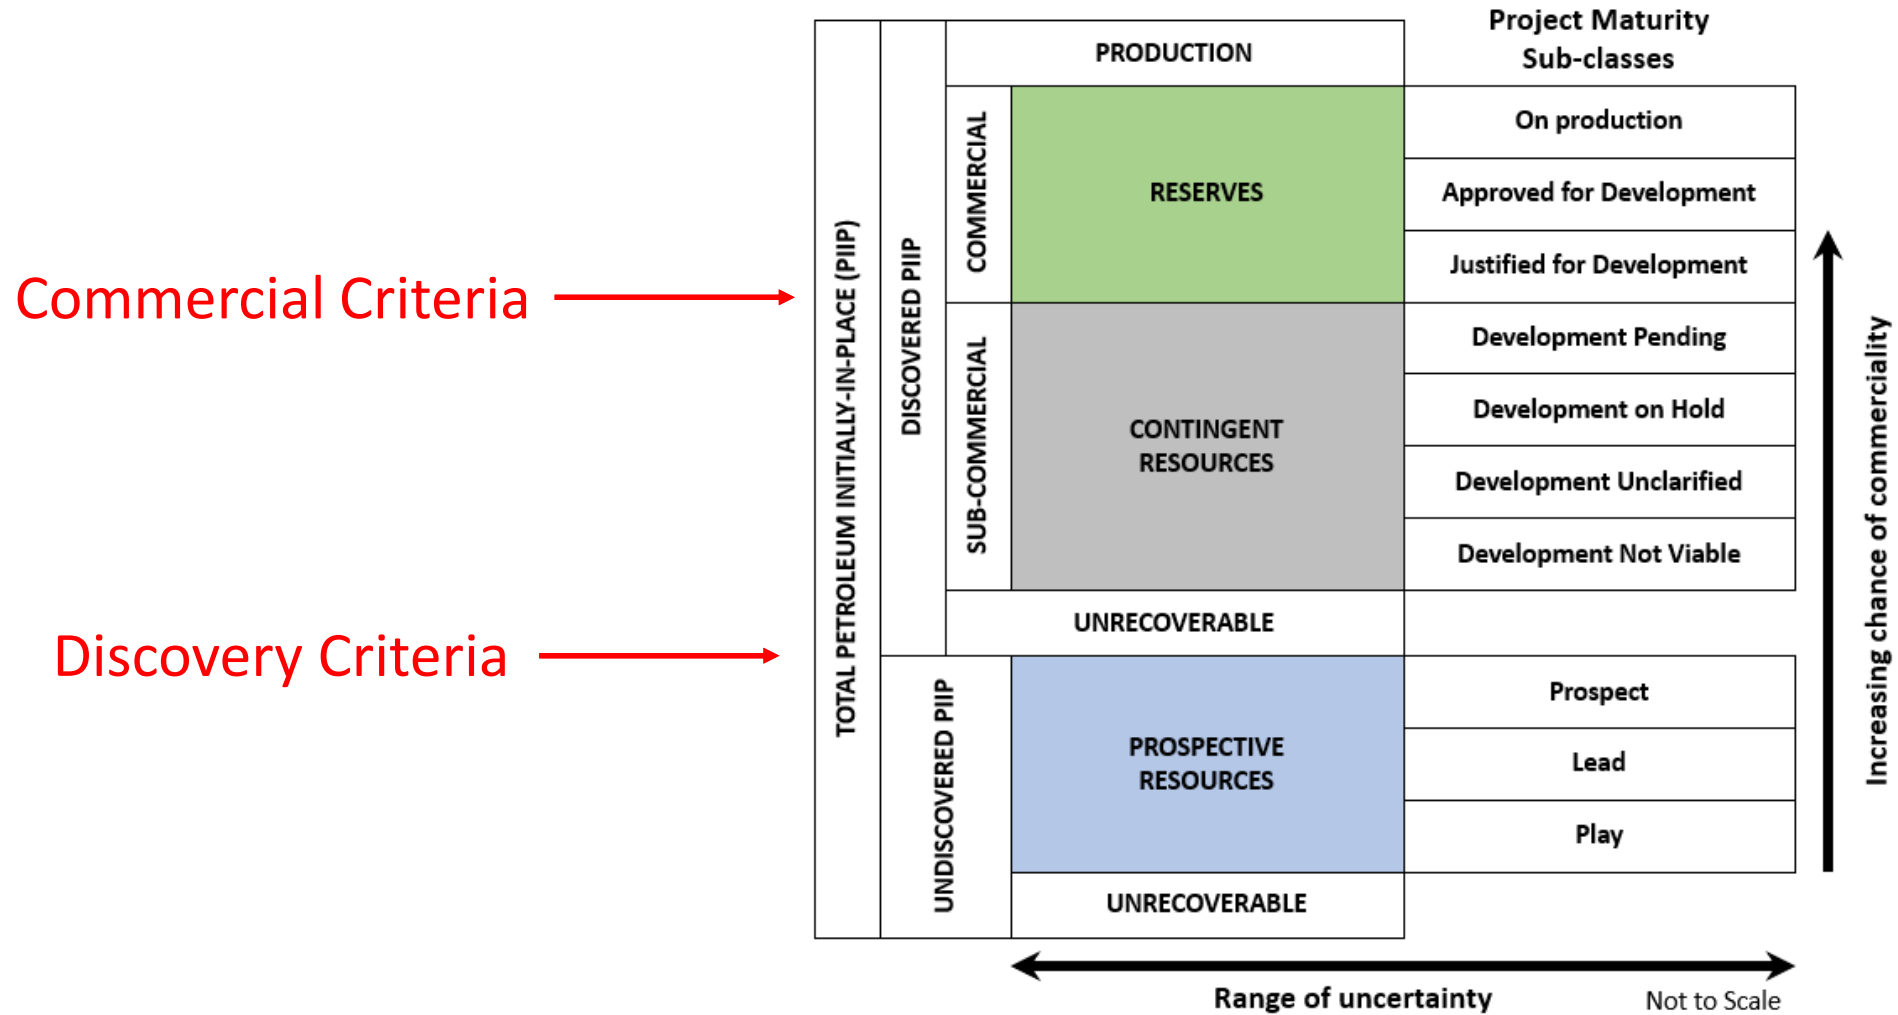 Project Maturity
Sub-classes
PRODUCTION
On production
COMMERCIAL
RESERVES
Approved for Development
Justified for Development
Commercial Criteria
TOTAL PETROLEUM INITIALLY-IN-PLACE (PIIP)
DISCOVERED PIIP
Development Pending
Development on Hold
SUB-COMMERCIAL
CONTINGENT
RESOURCES
Development Unclarified
Development Not Viable
Increasing chance of commerciality
UNRECOVERABLE
Discovery Criteria
Prospect
UNDISCOVERED PIIP
PROSPECTIVE
RESOURCES
Lead
Play
UNRECOVERABLE
Range of uncertainty
Not to Scale